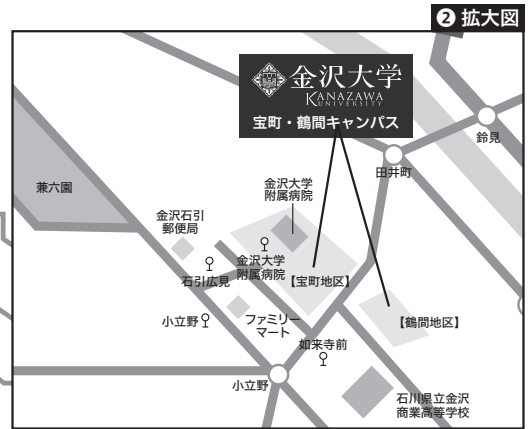 ❷ 拡大図
金沢大学
KANAZAWA
UNIVERSITY
宝町・鶴間キャンパス
鈴見
田井町
兼六園
金沢大学
附属病院
金沢石引
郵便局
金沢大学
附属病院
石引広見
【宝町地区】
小立野
ファミリー
マート
【鶴間地区】
如来寺前
小立野
石川県立金沢
商業高等学校